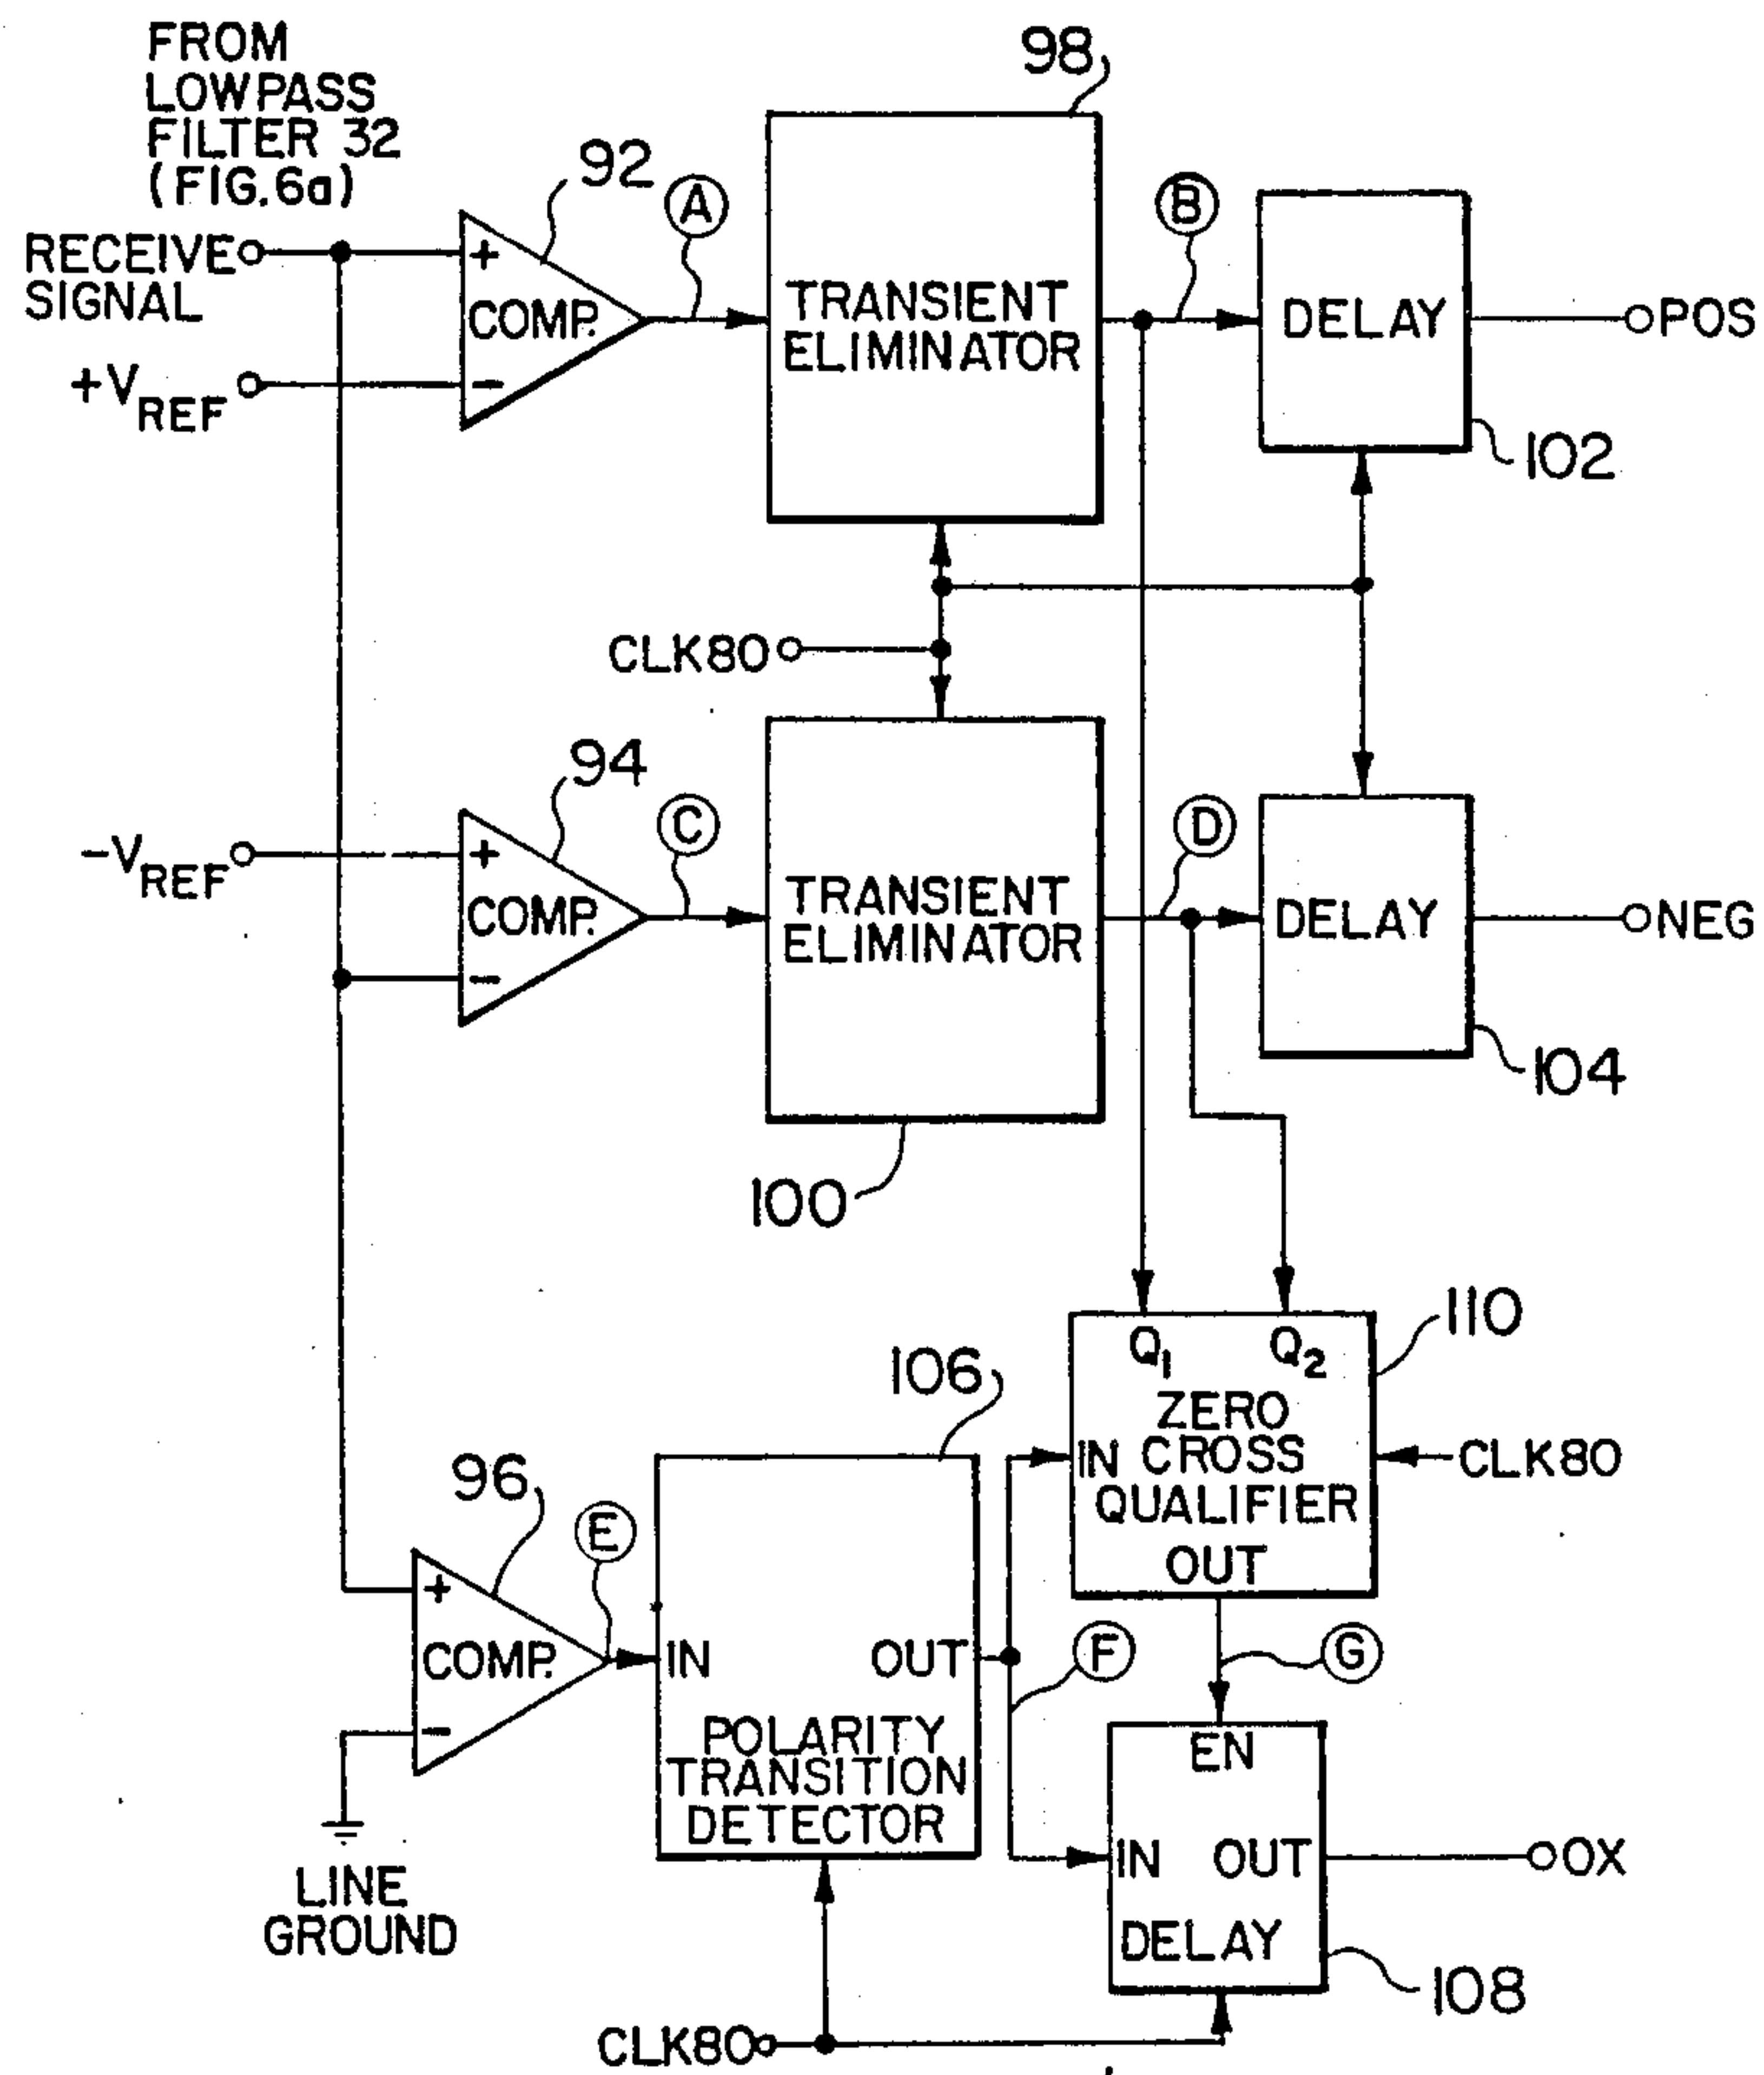 FROM
LOWPASS
FILTER 32
(FIG.6a)
RECEIVE
SIGNAL
+VREF
92
+
COMP.
−
A
98
TRANSIENT
ELIMINATOR
B
DELAY
POS
102
CLK80
−VREF
94
+
COMP.
−
C
TRANSIENT
ELIMINATOR
100
D
DELAY
NEG
104
110
Q1 Q2
ZERO
IN CROSS
QUALIFIER
OUT
CLK80
106
96
+
COMP.
−
E
IN OUT
POLARITY
TRANSITION
DETECTOR
F
G
EN
IN OUT
DELAY
OX
108
LINE
GROUND
CLK80